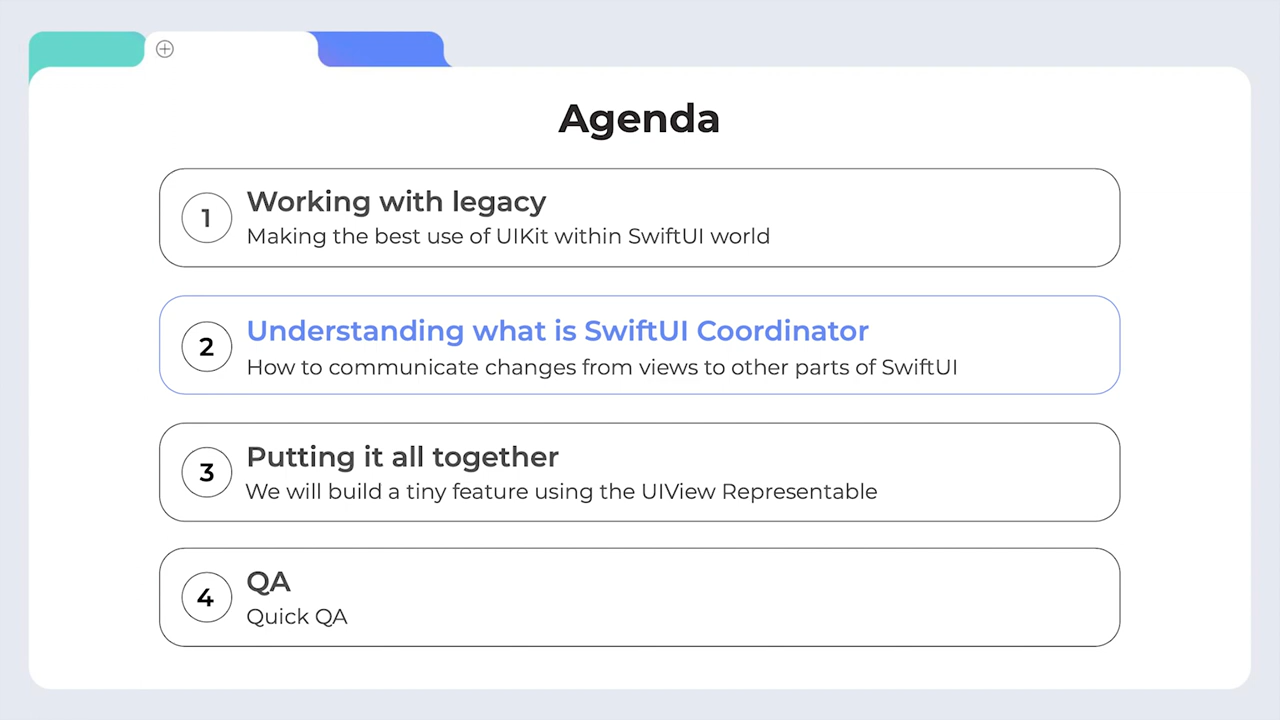 Agenda
1
Working with legacy
Making the best use of UIKit within SwiftUI world
2
Understanding what is SwiftUI Coordinator
How to communicate changes from views to other parts of SwiftUI
3
Putting it all together
We will build a tiny feature using the UIView Representable
4
QA
Quick QA